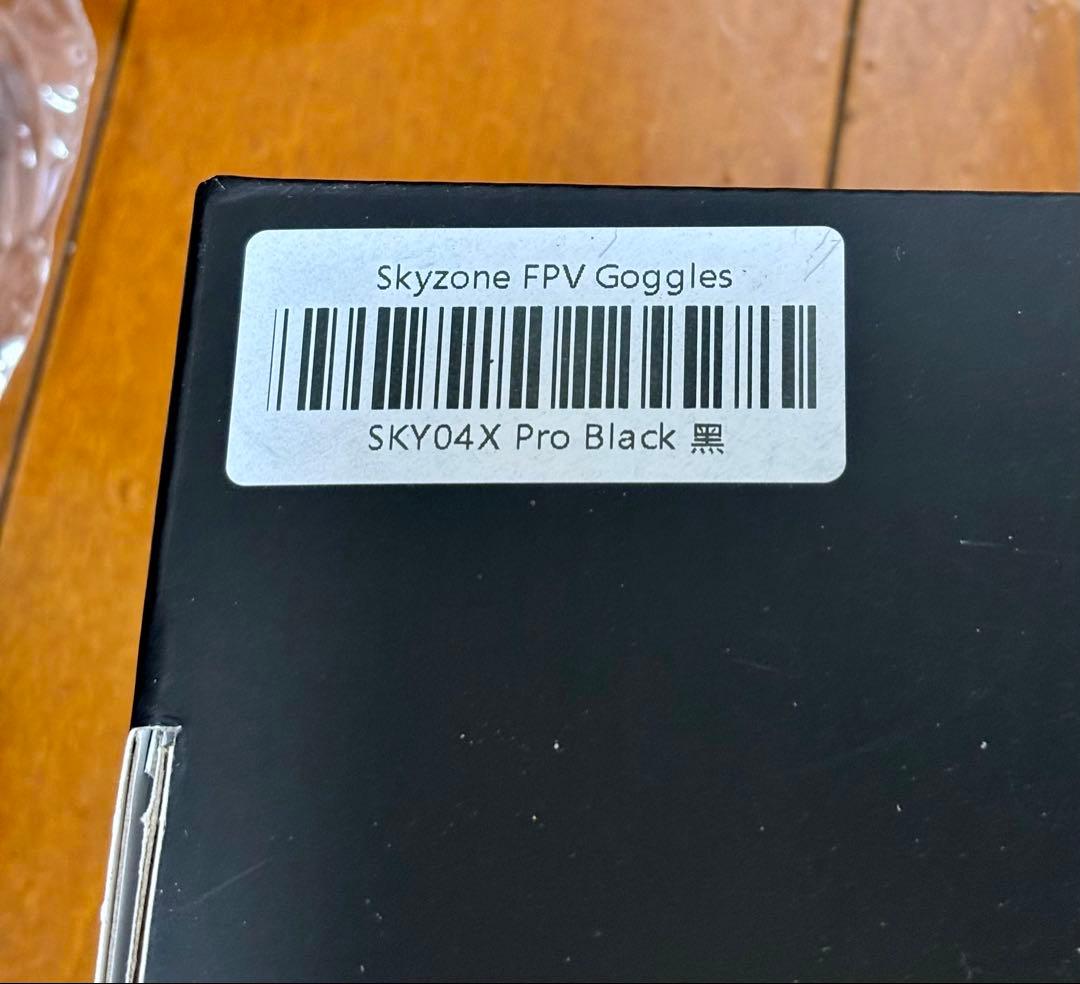 Skyzone FPV Goggles
SKY04X Pro Black 黑